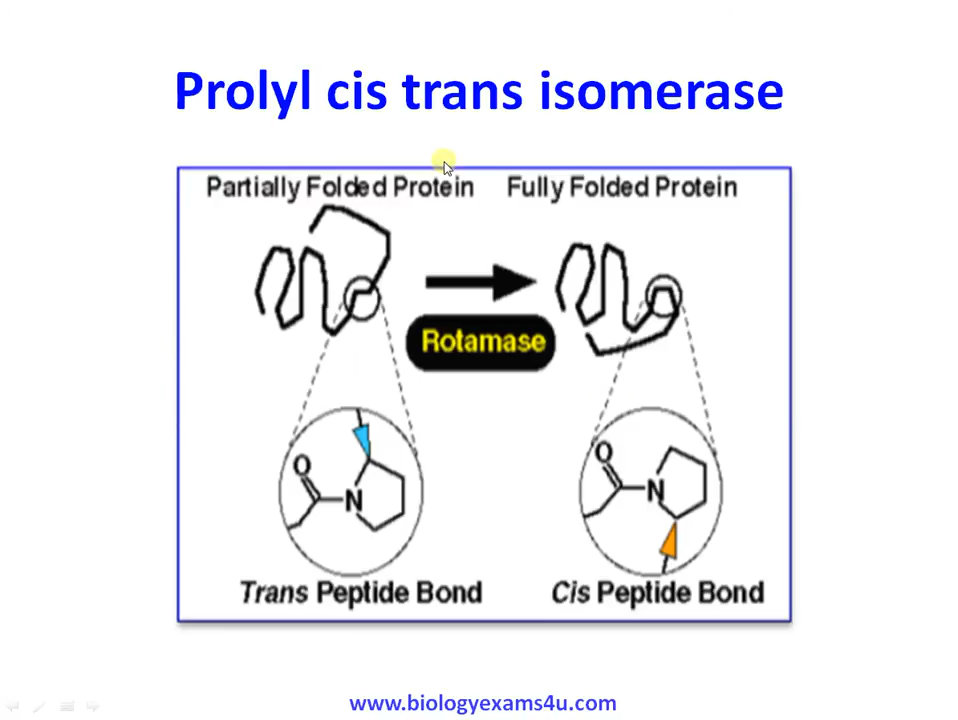 Prolyl cis trans isomerase
Partially Folded Protein
Fully Folded Protein
Rotamase
O
N
O
N
Trans Peptide Bond
Cis Peptide Bond
www.biologyexams4u.com